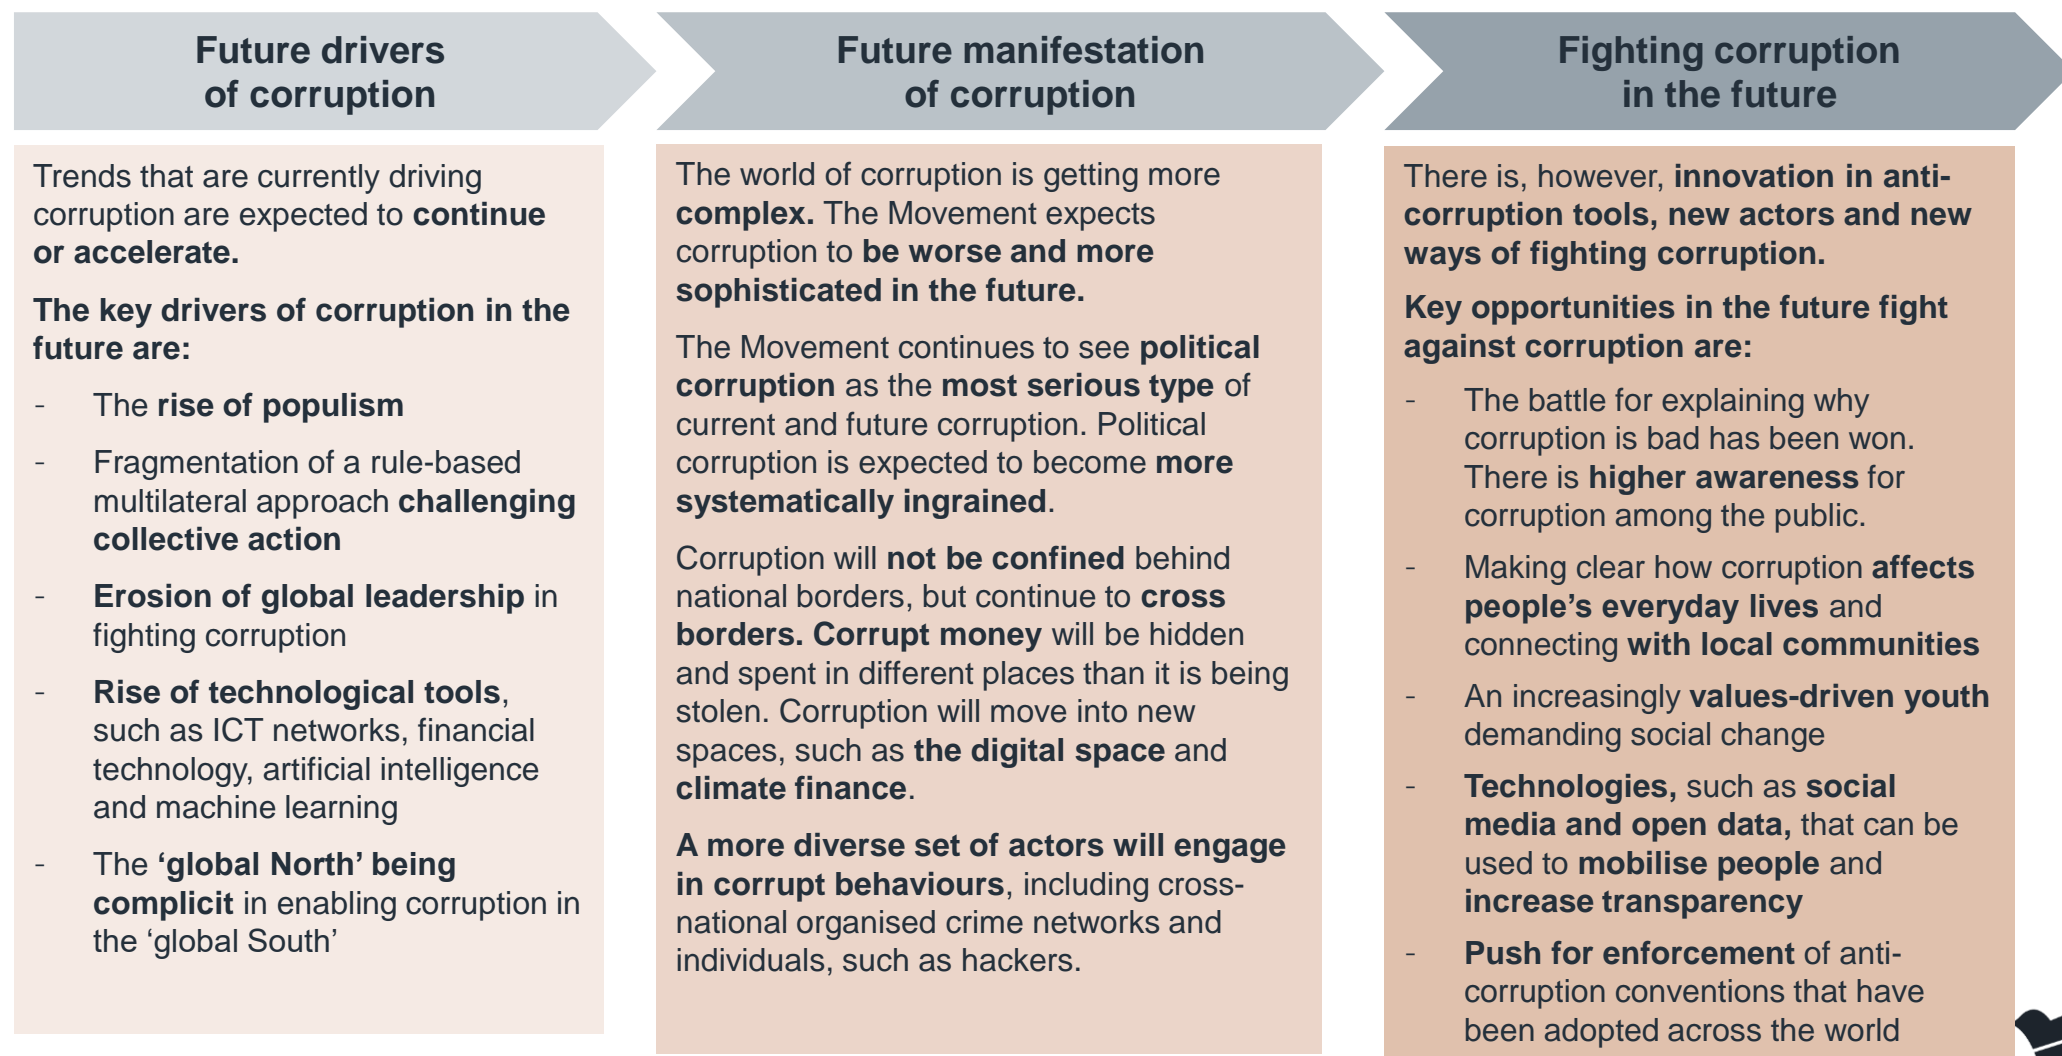 Future drivers
of corruption
Trends that are currently driving
corruption are expected to continue
or accelerate.
The key drivers of corruption in the
future are:
- The rise of populism
- Fragmentation of a rule-based
multilateral approach challenging
collective action
- Erosion of global leadership in
fighting corruption
- Rise of technological tools,
such as ICT networks, financial
technology, artificial intelligence
and machine learning
- The ‘global North’ being
complicit in enabling corruption in
the ‘global South’
Future manifestation
of corruption
The world of corruption is getting more
complex. The Movement expects
corruption to be worse and more
sophisticated in the future.
The Movement continues to see political
corruption as the most serious type of
current and future corruption. Political
corruption is expected to become more
systematically ingrained.
Corruption will not be confined behind
national borders, but continue to cross
borders. Corrupt money will be hidden
and spent in different places than it is being
stolen. Corruption will move into new
spaces, such as the digital space and
climate finance.
A more diverse set of actors will engage
in corrupt behaviours, including cross-
national organised crime networks and
individuals, such as hackers.
Fighting corruption
in the future
There is, however, innovation in anti-
corruption tools, new actors and new
ways of fighting corruption.
Key opportunities in the future fight
against corruption are:
- The battle for explaining why
corruption is bad has been won.
There is higher awareness for
corruption among the public.
- Making clear how corruption affects
people’s everyday lives and
connecting with local communities
- An increasingly values-driven youth
demanding social change
- Technologies, such as social
media and open data, that can be
used to mobilise people and
increase transparency
- Push for enforcement of anti-
corruption conventions that have
been adopted across the world